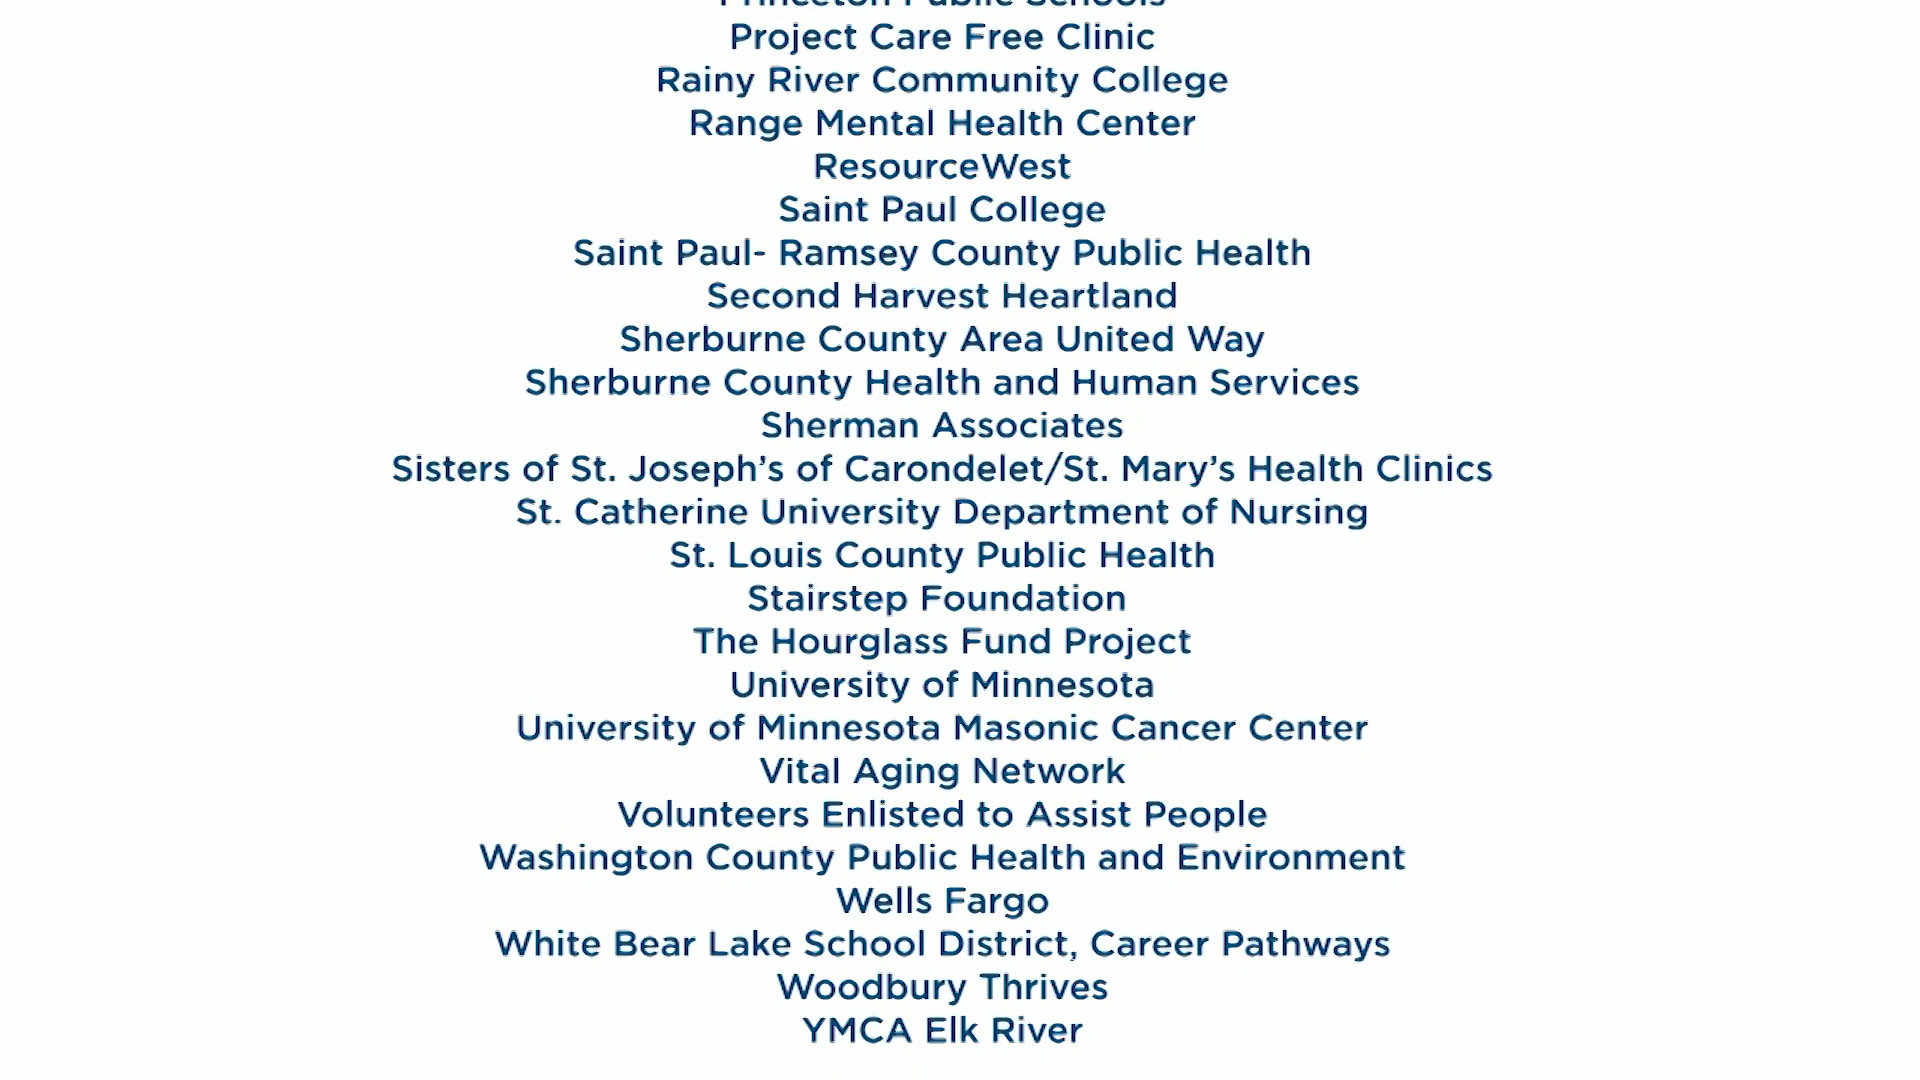 Princeton Public Schools
Project Care Free Clinic
Rainy River Community College
Range Mental Health Center
ResourceWest
Saint Paul College
Saint Paul- Ramsey County Public Health
Second Harvest Heartland
Sherburne County Area United Way
Sherburne County Health and Human Services
Sherman Associates
Sisters of St. Joseph’s of Carondelet/St. Mary’s Health Clinics
St. Catherine University Department of Nursing
St. Louis County Public Health
Stairstep Foundation
The Hourglass Fund Project
University of Minnesota
University of Minnesota Masonic Cancer Center
Vital Aging Network
Volunteers Enlisted to Assist People
Washington County Public Health and Environment
Wells Fargo
White Bear Lake School District, Career Pathways
Woodbury Thrives
YMCA Elk River